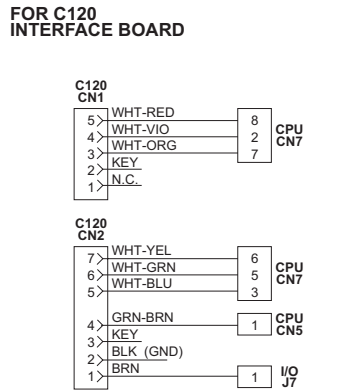 FOR C120
INTERFACE BOARD
C120
CN1
5 WHT-RED 8
4 WHT-VIO 2
3 WHT-ORG 7
2 KEY
1 N.C.
CPU
CN7
C120
CN2
7 WHT-YEL 6
6 WHT-GRN 5
5 WHT-BLU 3
CPU
CN7
4 GRN-BRN 1
CPU
CN5
3 KEY
2 BLK (GND)
1 BRN 1
I/O
J7